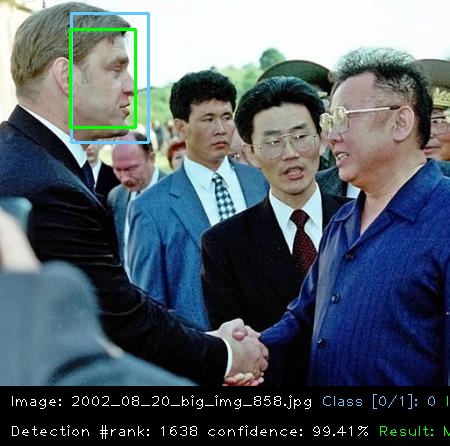 Image: 2002_08_20_big_img_858.jpg Class [0/1]: 0
Detection #rank: 1638 confidence: 99.41% Result: